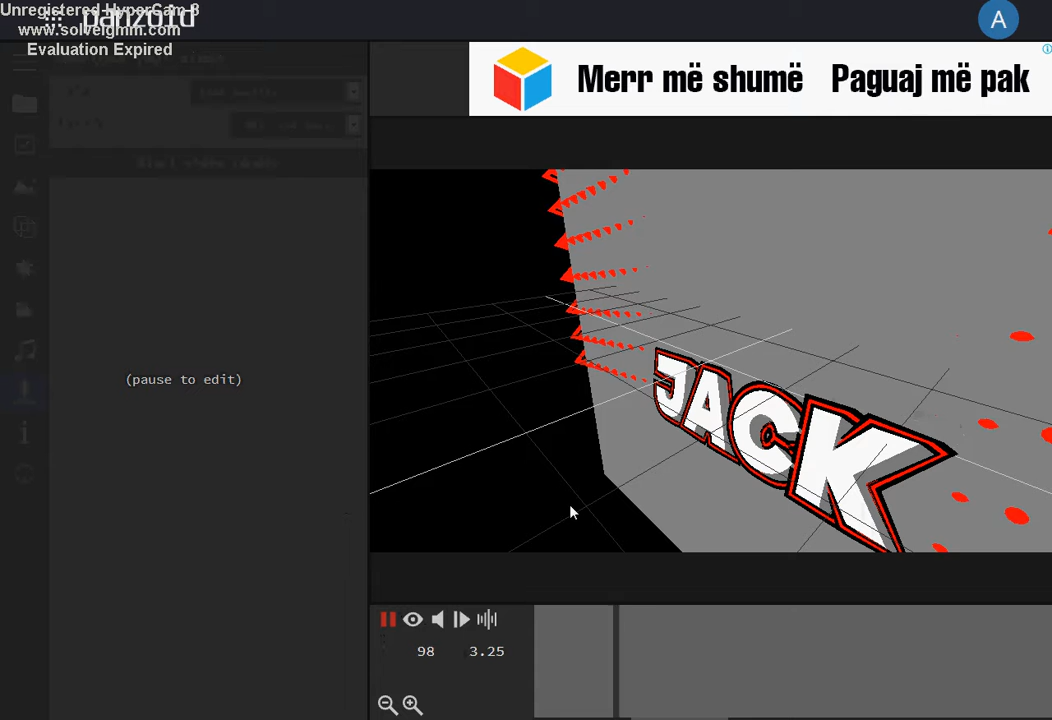 Unregistered HyperCam 3
panzoid
www.solveigmm.com
Evaluation Expired
A
Merr më shumë Paguaj më pak
(pause to edit)
JACK
98 3.25